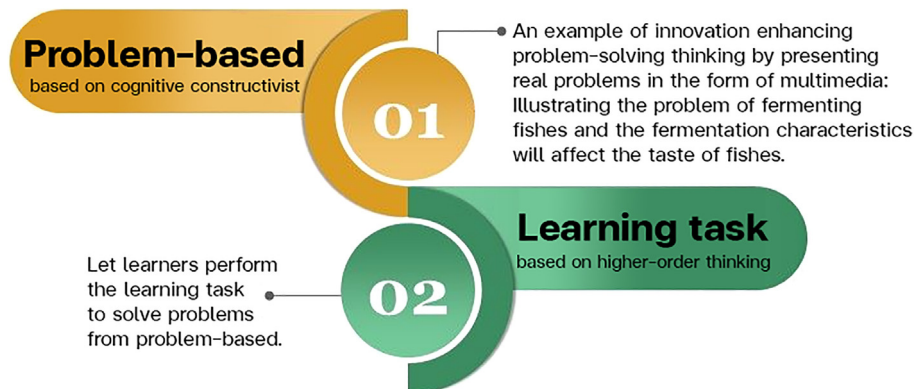 Problem-based
based on cognitive constructivist
01
An example of innovation enhancing
problem-solving thinking by presenting
real problems in the form of multimedia:
Illustrating the problem of fermenting
fishes and the fermentation characteristics
will affect the taste of fishes.
Learning task
based on higher-order thinking
02
Let learners perform
the learning task
to solve problems
from problem-based.